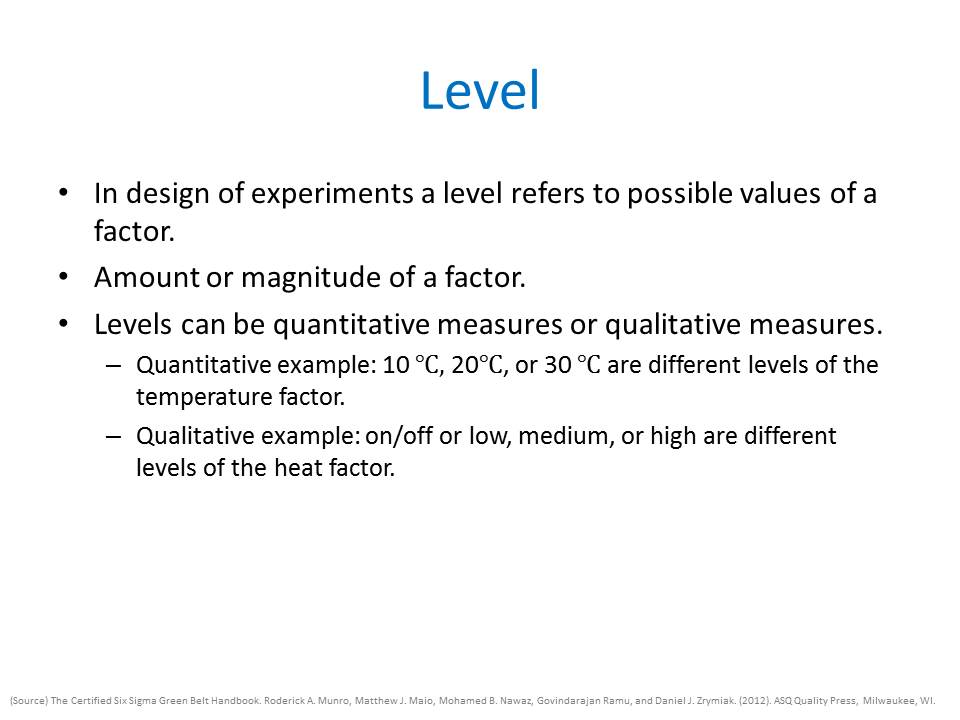 Level
• In design of experiments a level refers to possible values of a
factor.
• Amount or magnitude of a factor.
• Levels can be quantitative measures or qualitative measures.
– Quantitative example: 10 ℃, 20℃, or 30 ℃ are different levels of the
temperature factor.
– Qualitative example: on/off or low, medium, or high are different
levels of the heat factor.
(Source) The Certified Six Sigma Green Belt Handbook. Roderick A. Munro, Matthew J. Maio, Mohamed B. Nawaz, Govindarajan Ramu, and Daniel J. Zrymiak. (2012). ASQ Quality Press, Milwaukee, WI.